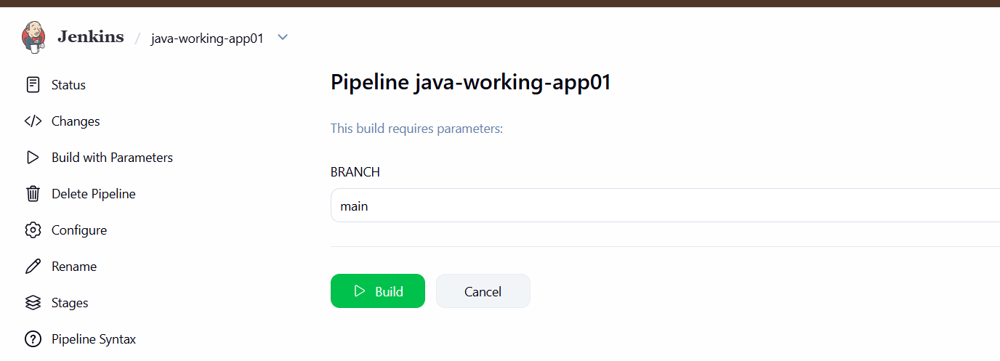 Jenkins / java-working-app01
Status
Changes
Build with Parameters
Delete Pipeline
Configure
Rename
Stages
Pipeline Syntax
Pipeline java-working-app01
This build requires parameters:
BRANCH
main
Build
Cancel